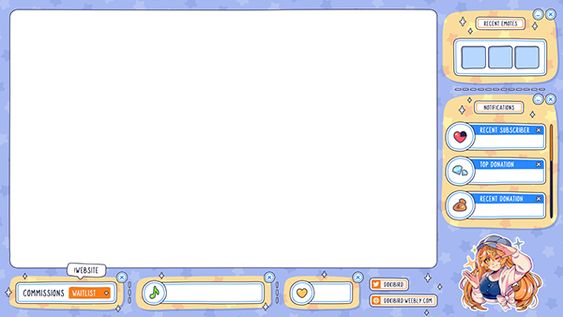 RECENT EMOTES
NOTIFICATIONS
RECENT SUBSCRIBER
TOP DONATION
RECENT DONATION
!WEBSITE
COMMISSIONS WAITLIST
DOKIBIRD
DOKIBIRD.WEEBLY.COM